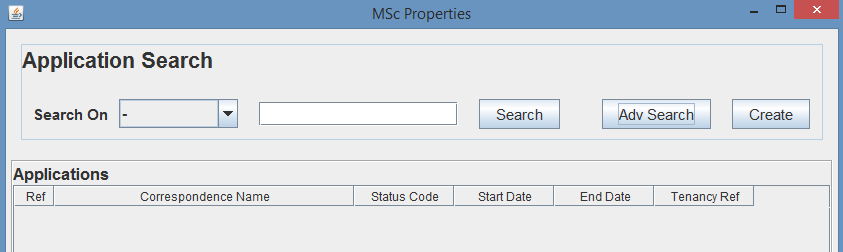 MSc Properties
Application Search
Search On - Search Adv Search Create
Applications
Ref Correspondence Name Status Code Start Date End Date Tenancy Ref